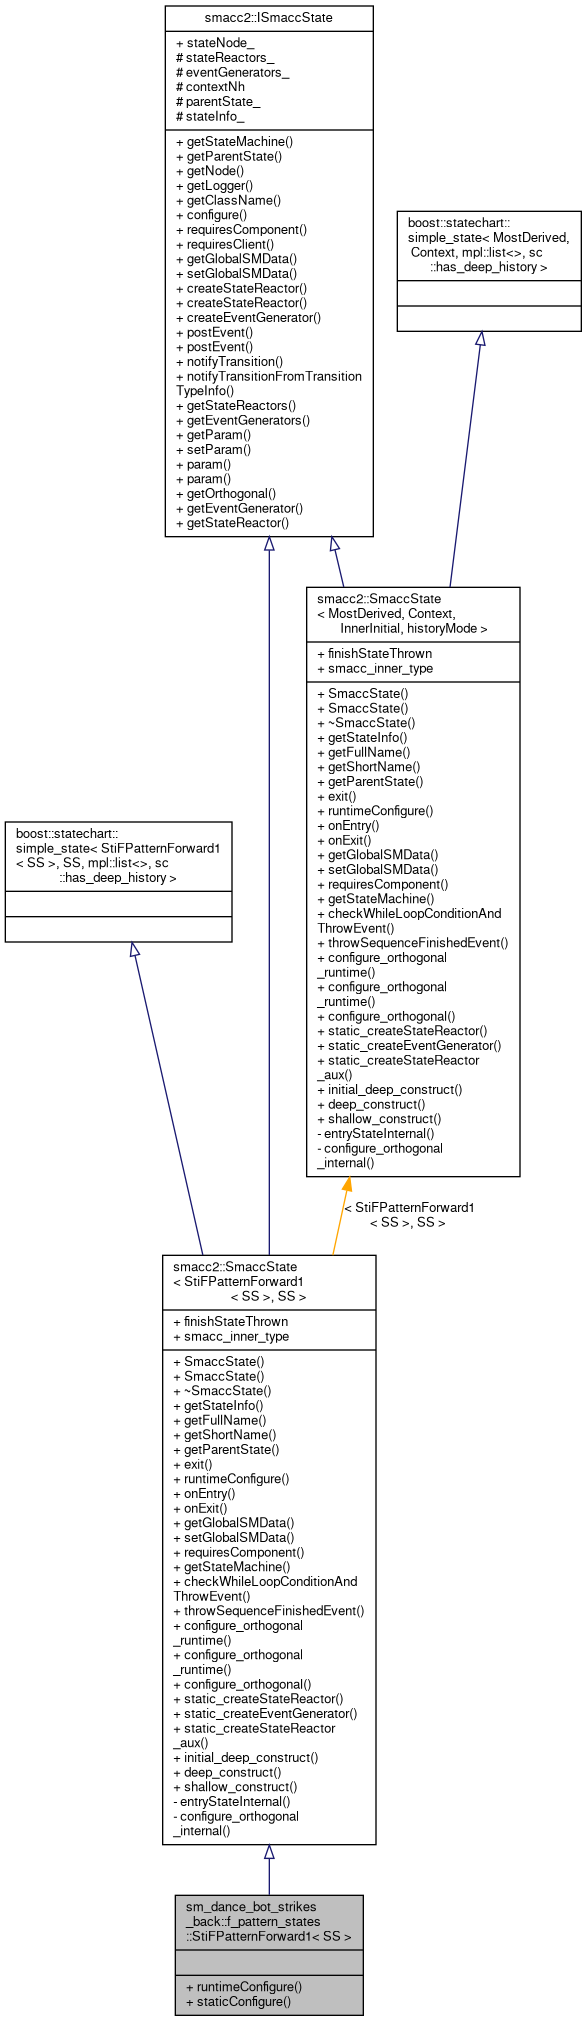 smacc2::ISmaccState
+ stateNode_
# stateReactors_
# eventGenerators_
# contextNh
# parentState_
# stateInfo_
+ getStateMachine()
+ getParentState()
+ getNode()
+ getLogger()
+ getClassName()
+ configure()
+ requiresComponent()
+ requiresClient()
+ getGlobalSMData()
+ setGlobalSMData()
+ createStateReactor()
+ createStateReactor()
+ createEventGenerator()
+ postEvent()
+ postEvent()
+ notifyTransition()
+ notifyTransitionFromTransition
TypeInfo()
+ getStateReactors()
+ getEventGenerators()
+ getParam()
+ setParam()
+ param()
+ param()
+ getOrthogonal()
+ getEventGenerator()
+ getStateReactor()
boost::statechart::
simple_state< MostDerived,
Context, mpl::list<>, sc
::has_deep_history >
smacc2::SmaccState
< MostDerived, Context,
InnerInitial, historyMode >
+ finishStateThrown
+ smacc_inner_type
+ SmaccState()
+ SmaccState()
+ ~SmaccState()
+ getStateInfo()
+ getFullName()
+ getShortName()
+ getParentState()
+ exit()
+ runtimeConfigure()
+ onEntry()
+ onExit()
+ getGlobalSMData()
+ setGlobalSMData()
+ requiresComponent()
+ getStateMachine()
+ checkWhileLoopConditionAnd
ThrowEvent()
+ throwSequenceFinishedEvent()
+ configure_orthogonal
_runtime()
+ configure_orthogonal
_runtime()
+ configure_orthogonal()
+ static_createStateReactor()
+ static_createEventGenerator()
+ static_createStateReactor
_aux()
+ initial_deep_construct()
+ deep_construct()
+ shallow_construct()
- entryStateInternal()
- configure_orthogonal
_internal()
boost::statechart::
simple_state< StiFPatternForward1
< SS >, SS, mpl::list<>, sc
::has_deep_history >
< StiFPatternForward1
< SS >, SS >
smacc2::SmaccState
< StiFPatternForward1
< SS >, SS >
+ finishStateThrown
+ smacc_inner_type
+ SmaccState()
+ SmaccState()
+ ~SmaccState()
+ getStateInfo()
+ getFullName()
+ getShortName()
+ getParentState()
+ exit()
+ runtimeConfigure()
+ onEntry()
+ onExit()
+ getGlobalSMData()
+ setGlobalSMData()
+ requiresComponent()
+ getStateMachine()
+ checkWhileLoopConditionAnd
ThrowEvent()
+ throwSequenceFinishedEvent()
+ configure_orthogonal
_runtime()
+ configure_orthogonal
_runtime()
+ configure_orthogonal()
+ static_createStateReactor()
+ static_createEventGenerator()
+ static_createStateReactor
_aux()
+ initial_deep_construct()
+ deep_construct()
+ shallow_construct()
- entryStateInternal()
- configure_orthogonal
_internal()
sm_dance_bot_strikes
_back::f_pattern_states
::StiFPatternForward1< SS >
+ runtimeConfigure()
+ staticConfigure()